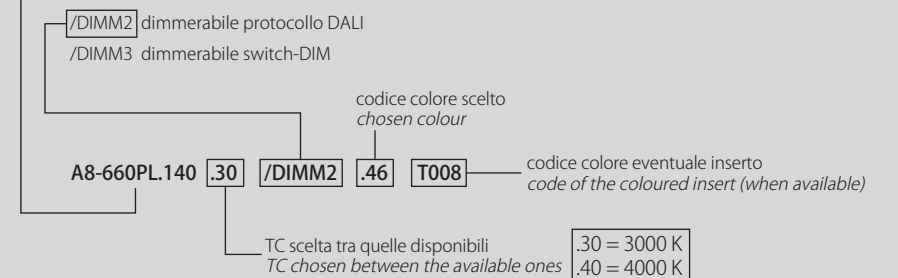 /DIMM2 dimmerabile protocollo DALI
/DIMM3 dimmerabile switch-DIM
codice colore scelto
chosen colour
A8-660PL.140 .30 /DIMM2 .46 T008
codice colore eventuale inserto
code of the coloured insert (when available)
TC scelta tra quelle disponibili
TC chosen between the available ones
.30 = 3000 K
.40 = 4000 K